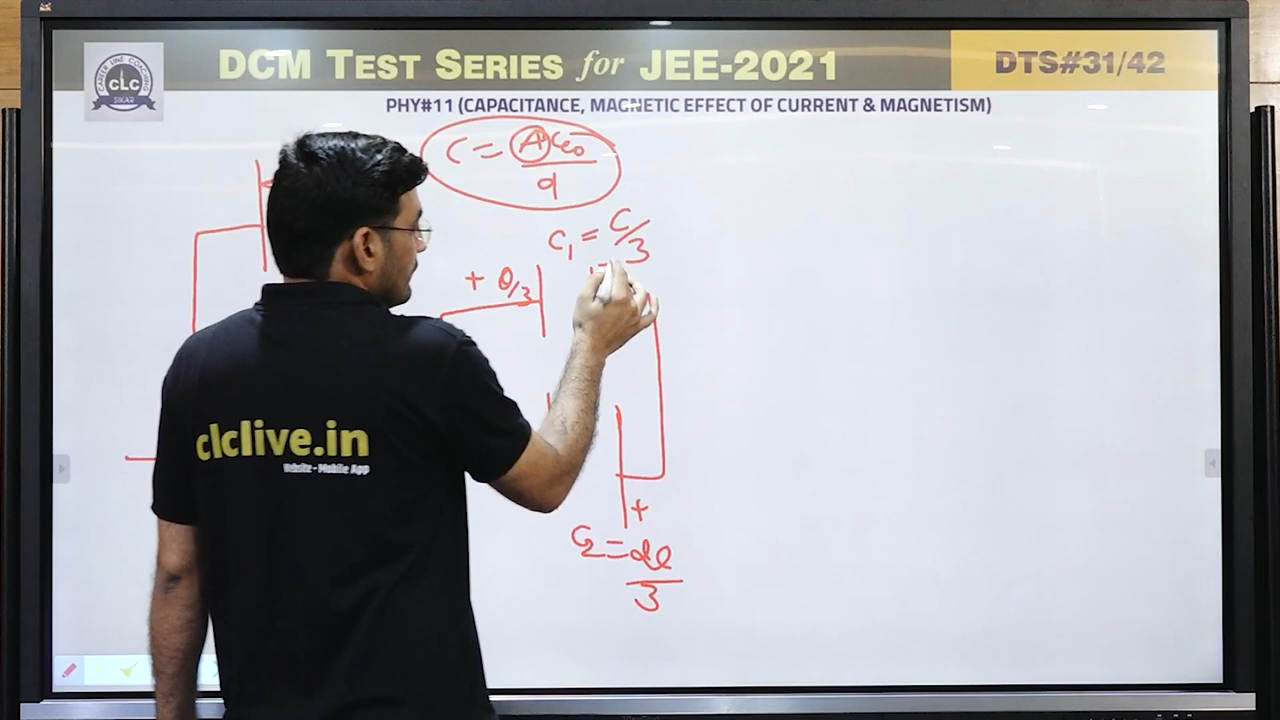 CAREER LINE COACHING
CLC
SIKAR
DCM TEST SERIES for JEE-2021
DTS#31/42
PHY#11 (CAPACITANCE, MAGNETIC EFFECT OF CURRENT & MAGNETISM)
C = Aε₀/d
C₁ = C/3
+ Q/3
clclive.in
Website - Mobile App
+
C₂ = 2C/3